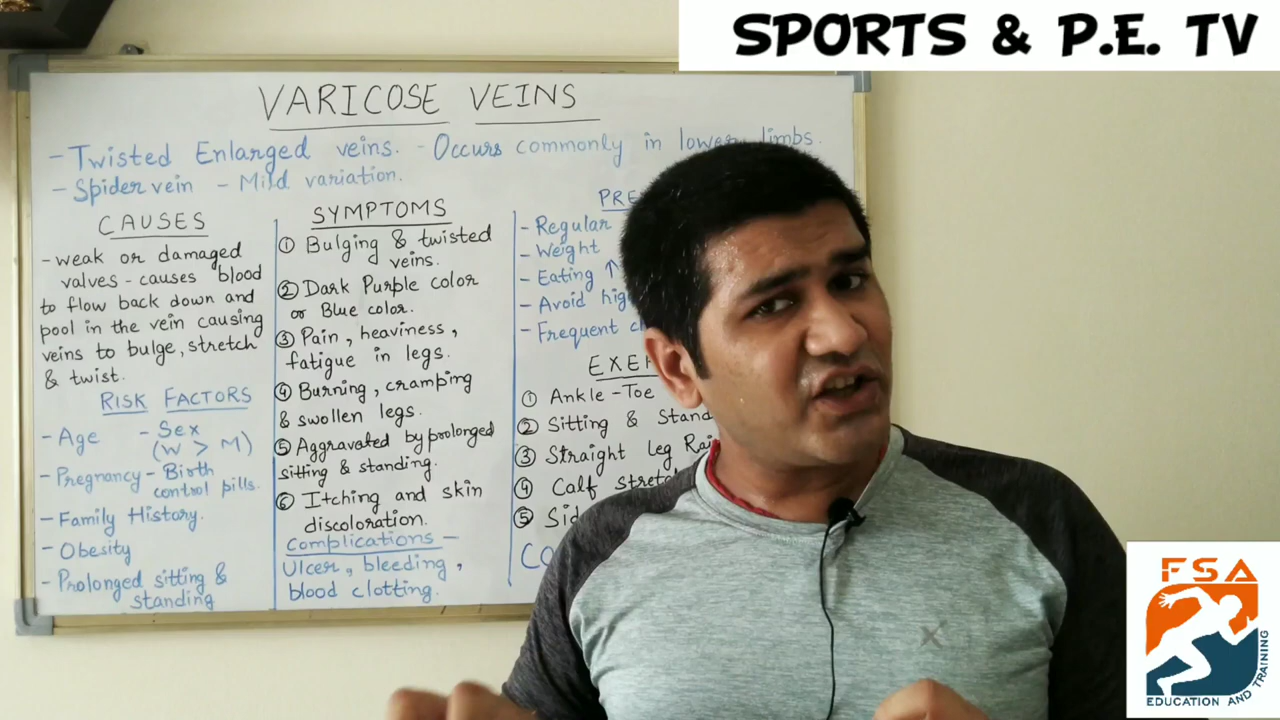 SPORTS & P.E. TV
VARICOSE VEINS
- Twisted Enlarged veins. - Occurs commonly in lower limbs.
- Spider vein - Mild variation.
CAUSES
- weak or damaged
valves - causes blood
to flow back down and
pool in the vein causing
veins to bulge, stretch
& twist.
RISK FACTORS
- Age - Sex
(W > M)
- Pregnancy - Birth
control pills.
- Family History.
- Obesity
- Prolonged sitting &
standing
SYMPTOMS
① Bulging & twisted
veins.
② Dark Purple color
or Blue color.
③ Pain, heaviness,
fatigue in legs.
④ Burning, cramping
& swollen legs.
⑤ Aggravated by prolonged
sitting & standing.
⑥ Itching and skin
discoloration.
Complications -
Ulcer, bleeding,
blood clotting.
PRE
- Regular
- Weight
- Eating ↑
- Avoid
- Frequent
① Ankle - Toe
② Sitting &
③ Straight Leg
④ Calf
⑤
FSA
EDUCATION AND TRAINING